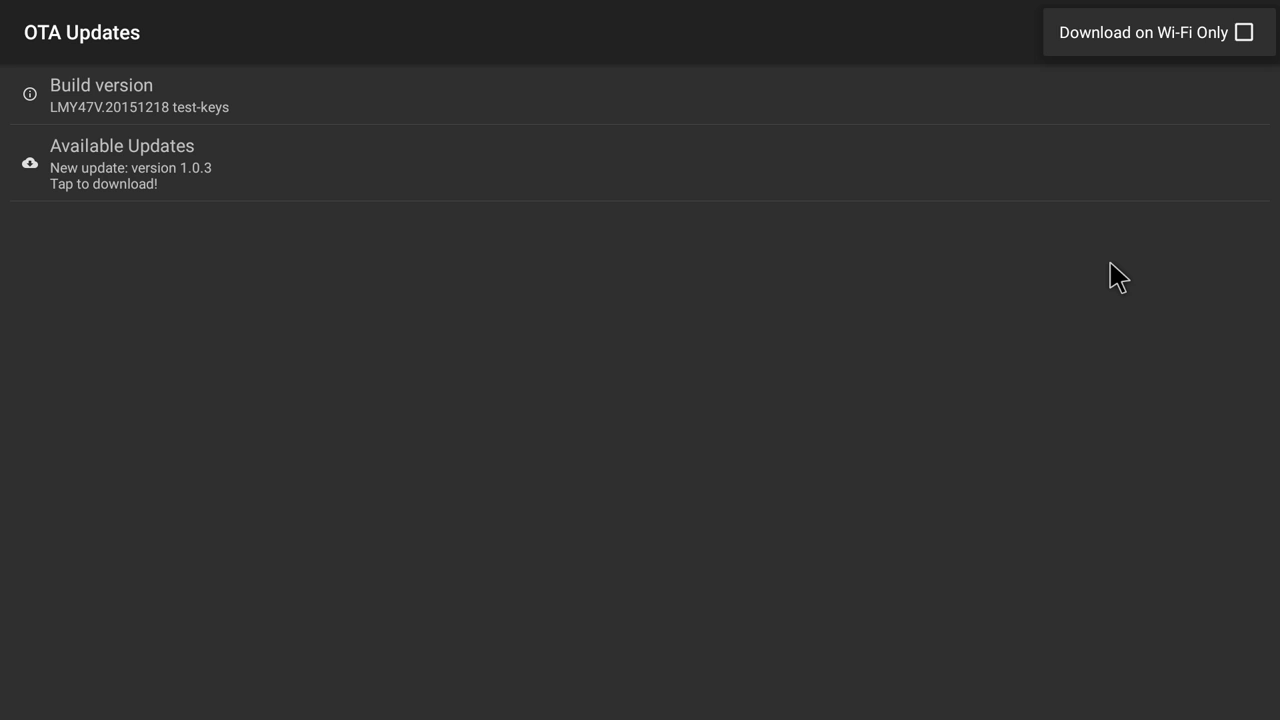 OTA Updates
Download on Wi-Fi Only
Build version
LMY47V.20151218 test-keys
Available Updates
New update: version 1.0.3
Tap to download!